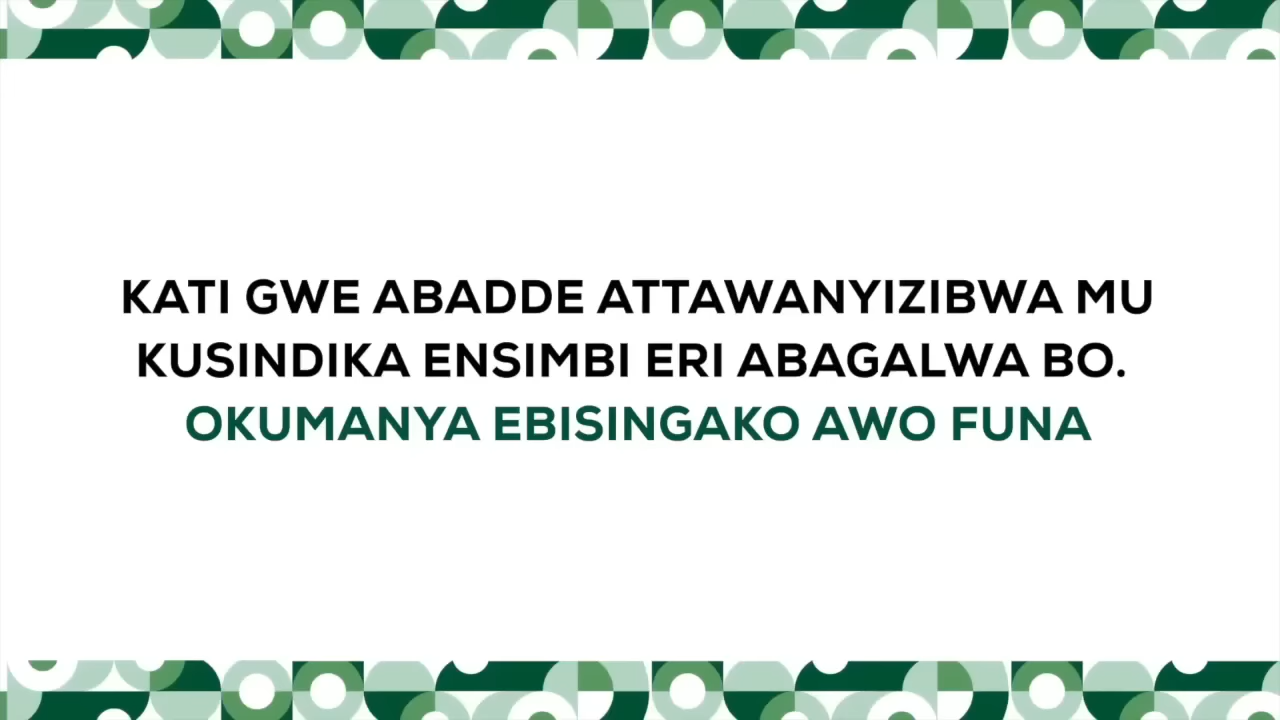 KATI GWE ABADDE ATTAWANYIZIBWA MU
KUSINDIKA ENSIMBI ERI ABAGALWA BO.
OKUMANYA EBISINGAKO AWO FUNA